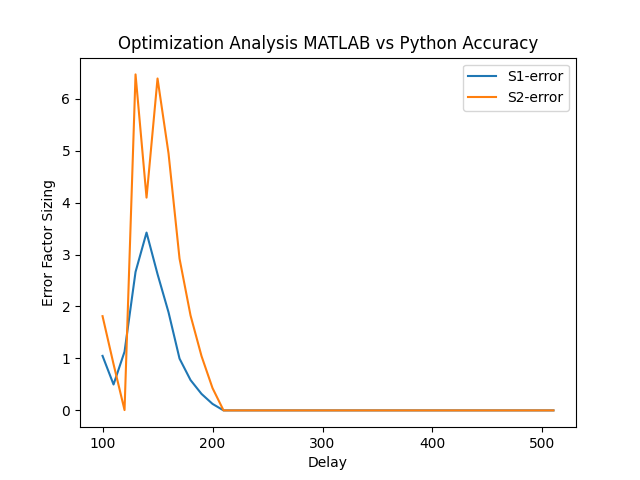 Optimization Analysis MATLAB vs Python Accuracy
S1-error
S2-error
Error Factor Sizing
6
5
4
3
2
1
0
100 200 300 400 500
Delay